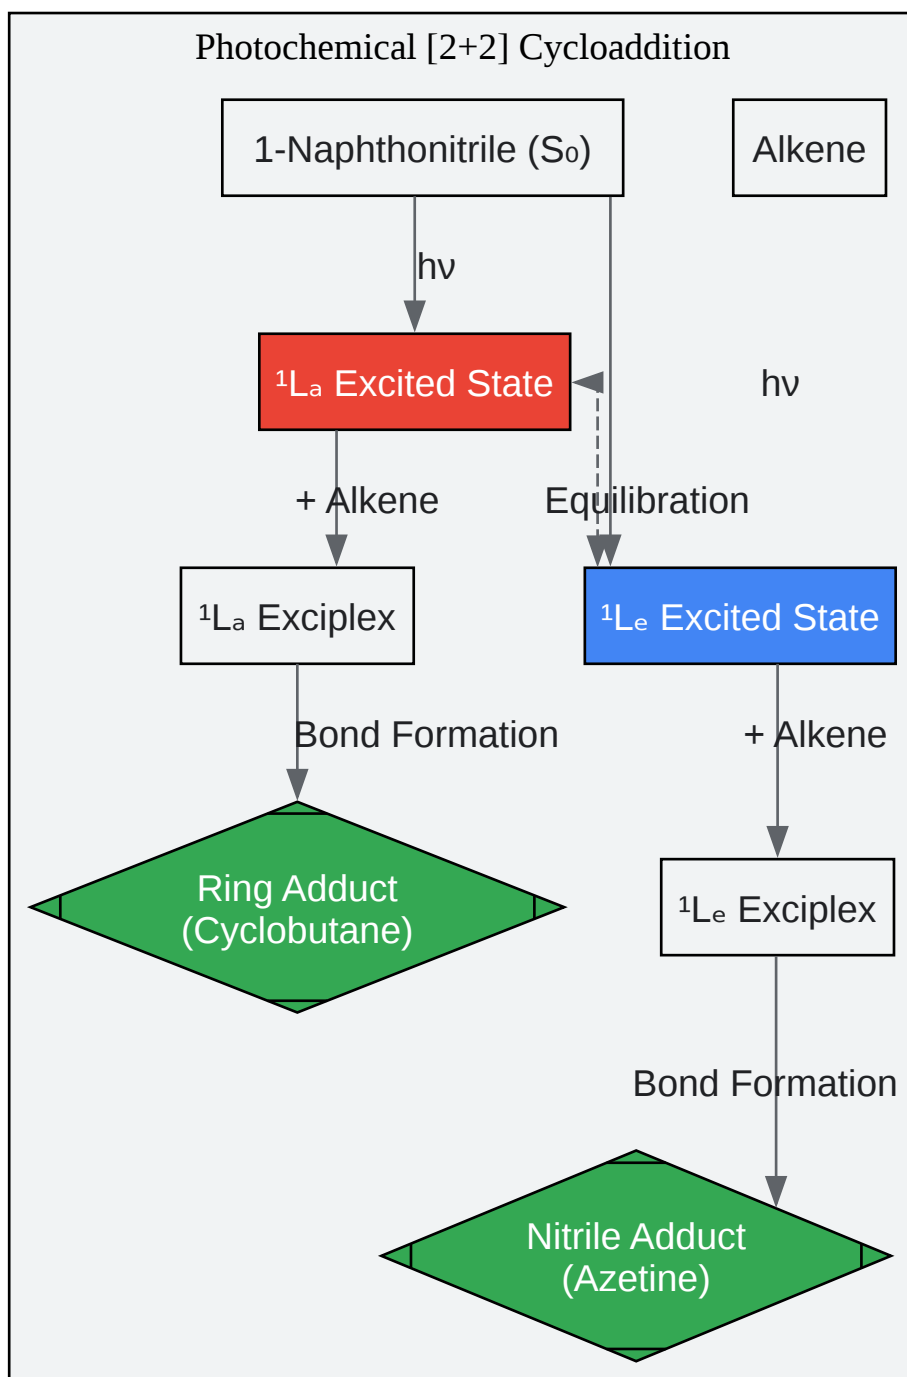 Photochemical [2+2] Cycloaddition
1-Naphthonitrile (S₀)
Alkene
hν
¹Lₐ Excited State
hν
+ Alkene
Equilibration
¹Lₐ Exciplex
¹Lₑ Excited State
Bond Formation
+ Alkene
Ring Adduct
(Cyclobutane)
¹Lₑ Exciplex
Bond Formation
Nitrile Adduct
(Azetine)